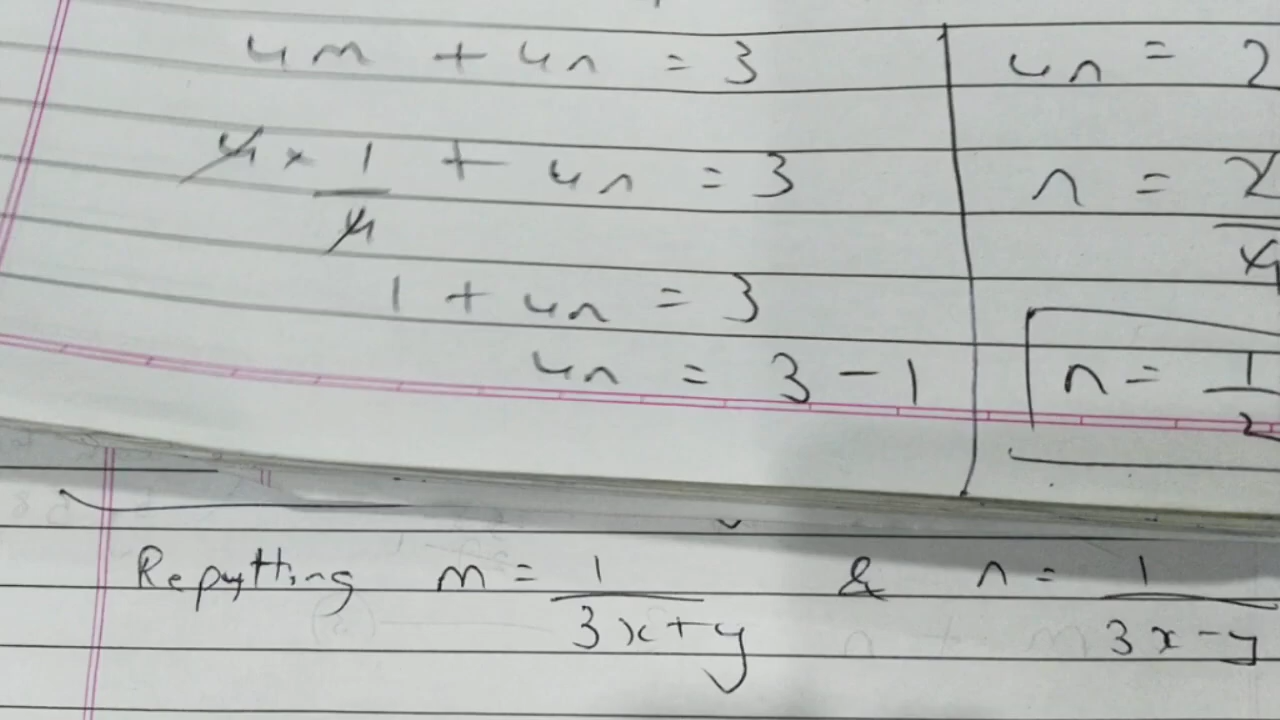 4m + 4n = 3
4 × 1/4 + 4n = 3
1 + 4n = 3
4n = 3 - 1
4n = 2
n = 2/4
n = 1/2
Reputting m = 1/3x+y & n = 1/3x-y